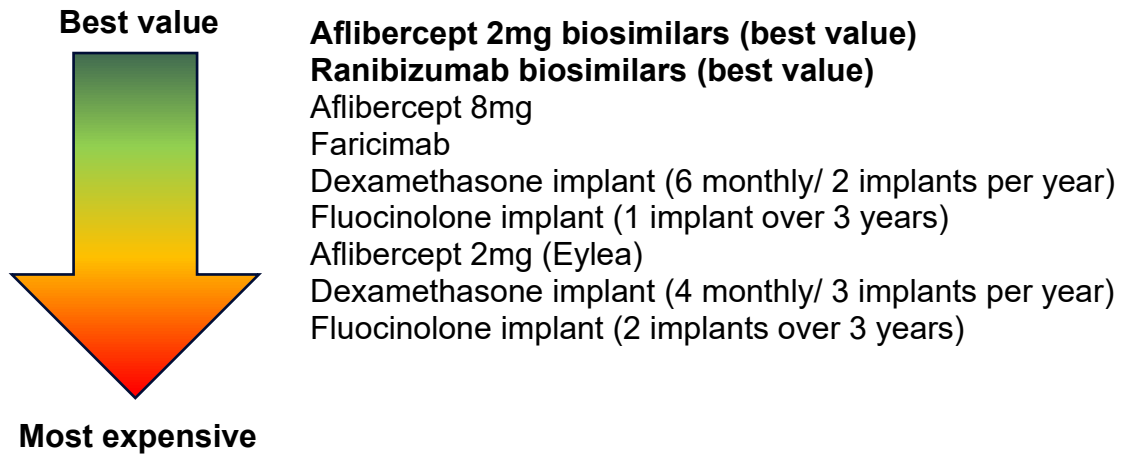 Best value
Aflibercept 2mg biosimilars (best value)
Ranibizumab biosimilars (best value)
Aflibercept 8mg
Faricimab
Dexamethasone implant (6 monthly/ 2 implants per year)
Fluocinolone implant (1 implant over 3 years)
Aflibercept 2mg (Eylea)
Dexamethasone implant (4 monthly/ 3 implants per year)
Fluocinolone implant (2 implants over 3 years)
Most expensive